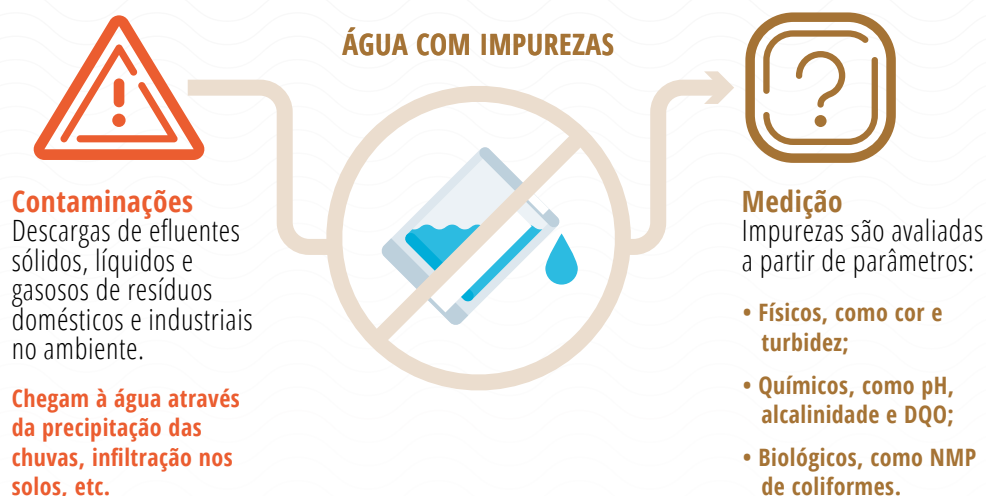 ÁGUA COM IMPUREZAS
Contaminações
Descargas de efluentes
sólidos, líquidos e
gasosos de resíduos
domésticos e industriais
no ambiente.
Chegam à água através
da precipitação das
chuvas, infiltração nos
solos, etc.
Medição
Impurezas são avaliadas
a partir de parâmetros:
• Físicos, como cor e
turbidez;
• Químicos, como pH,
alcalinidade e DQO;
• Biológicos, como NMP
de coliformes.